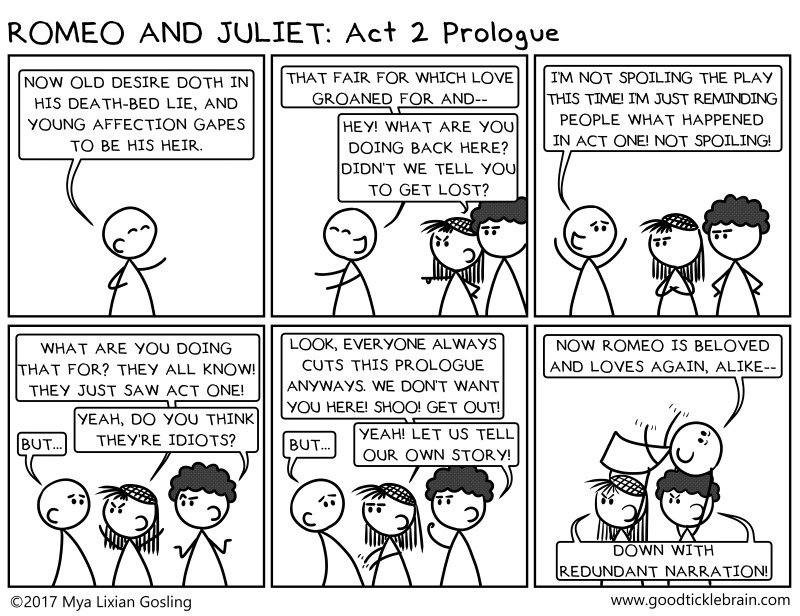 ROMEO AND JULIET: Act 2 Prologue
NOW OLD DESIRE DOTH IN
HIS DEATH-BED LIE, AND
YOUNG AFFECTION GAPES
TO BE HIS HEIR.
THAT FAIR FOR WHICH LOVE
GROANED FOR AND--
HEY! WHAT ARE YOU
DOING BACK HERE?
DIDN'T WE TELL YOU
TO GET LOST?
I'M NOT SPOILING THE PLAY
THIS TIME! I'M JUST REMINDING
PEOPLE WHAT HAPPENED
IN ACT ONE! NOT SPOILING!
WHAT ARE YOU DOING
THAT FOR? THEY ALL KNOW!
THEY JUST SAW ACT ONE!
YEAH, DO YOU THINK
THEY'RE IDIOTS?
BUT...
LOOK, EVERYONE ALWAYS
CUTS THIS PROLOGUE
ANYWAYS. WE DON'T WANT
YOU HERE! SHOO! GET OUT!
BUT...
YEAH! LET US TELL
OUR OWN STORY!
NOW ROMEO IS BELOVED
AND LOVES AGAIN, ALIKE--
DOWN WITH
REDUNDANT NARRATION!
©2017 Mya Lixian Gosling
www.goodticklebrain.com